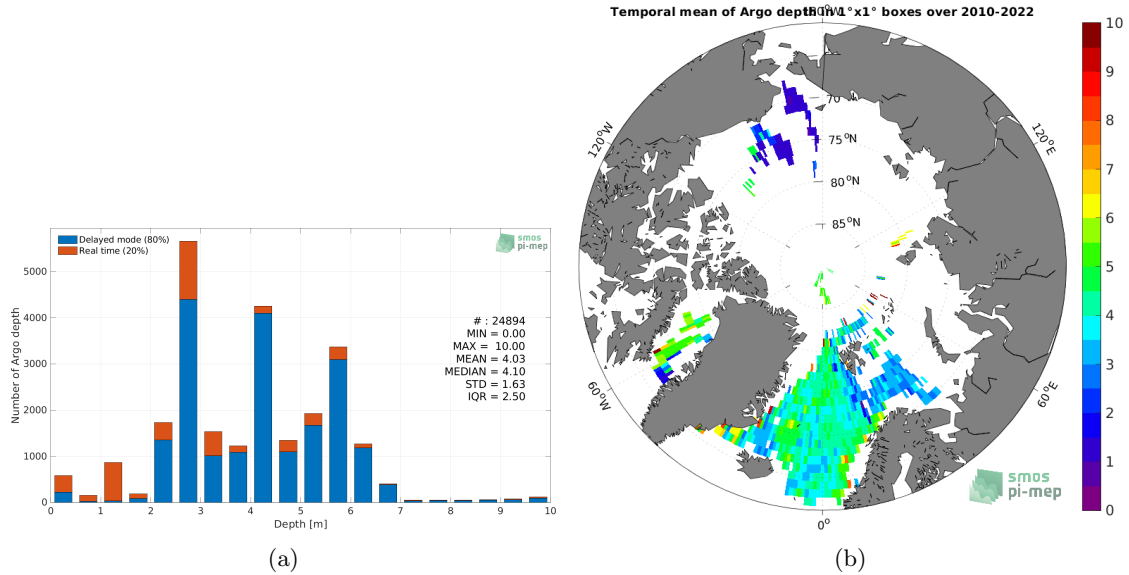 Temporal mean of Argo depth in 1°x1° boxes over 2010-2022
180°W
10
9
8
7
6
5
4
3
2
1
0
120°W
120°E
70
°N
75
°N
80
°N
85
°N
60°W
60°E
0°
smos
pi-mep
Delayed mode (80%)
Real time (20%)
smos
pi-mep
# : 24894
MIN = 0.00
MAX = 10.00
MEAN = 4.03
MEDIAN = 4.10
STD = 1.63
IQR = 2.50
Number of Argo depth
5000
4000
3000
2000
1000
0
0 1 2 3 4 5 6 7 8 9 10
Depth [m]
(a)
(b)